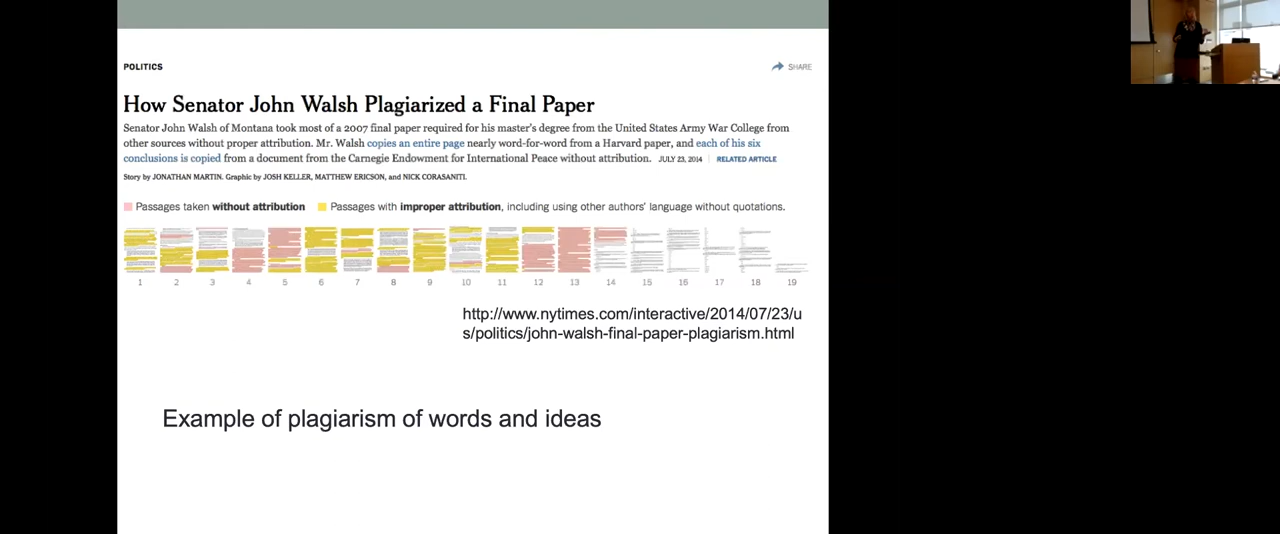 POLITICS
SHARE
How Senator John Walsh Plagiarized a Final Paper
Senator John Walsh of Montana took most of a 2007 final paper required for his master's degree from the United States Army War College from
other sources without proper attribution. Mr. Walsh copies an entire page nearly word-for-word from a Harvard paper, and each of his six
conclusions is copied from a document from the Carnegie Endowment for International Peace without attribution. JULY 23, 2014 | RELATED ARTICLE
Story by JONATHAN MARTIN. Graphic by JOSH KELLER, MATTHEW ERICSON, and NICK CORASANITI.
Passages taken without attribution Passages with improper attribution, including using other authors' language without quotations.
1 2 3 4 5 6 7 8 9 10 11 12 13 14 15 16 17 18 19
http://www.nytimes.com/interactive/2014/07/23/u
s/politics/john-walsh-final-paper-plagiarism.html
Example of plagiarism of words and ideas